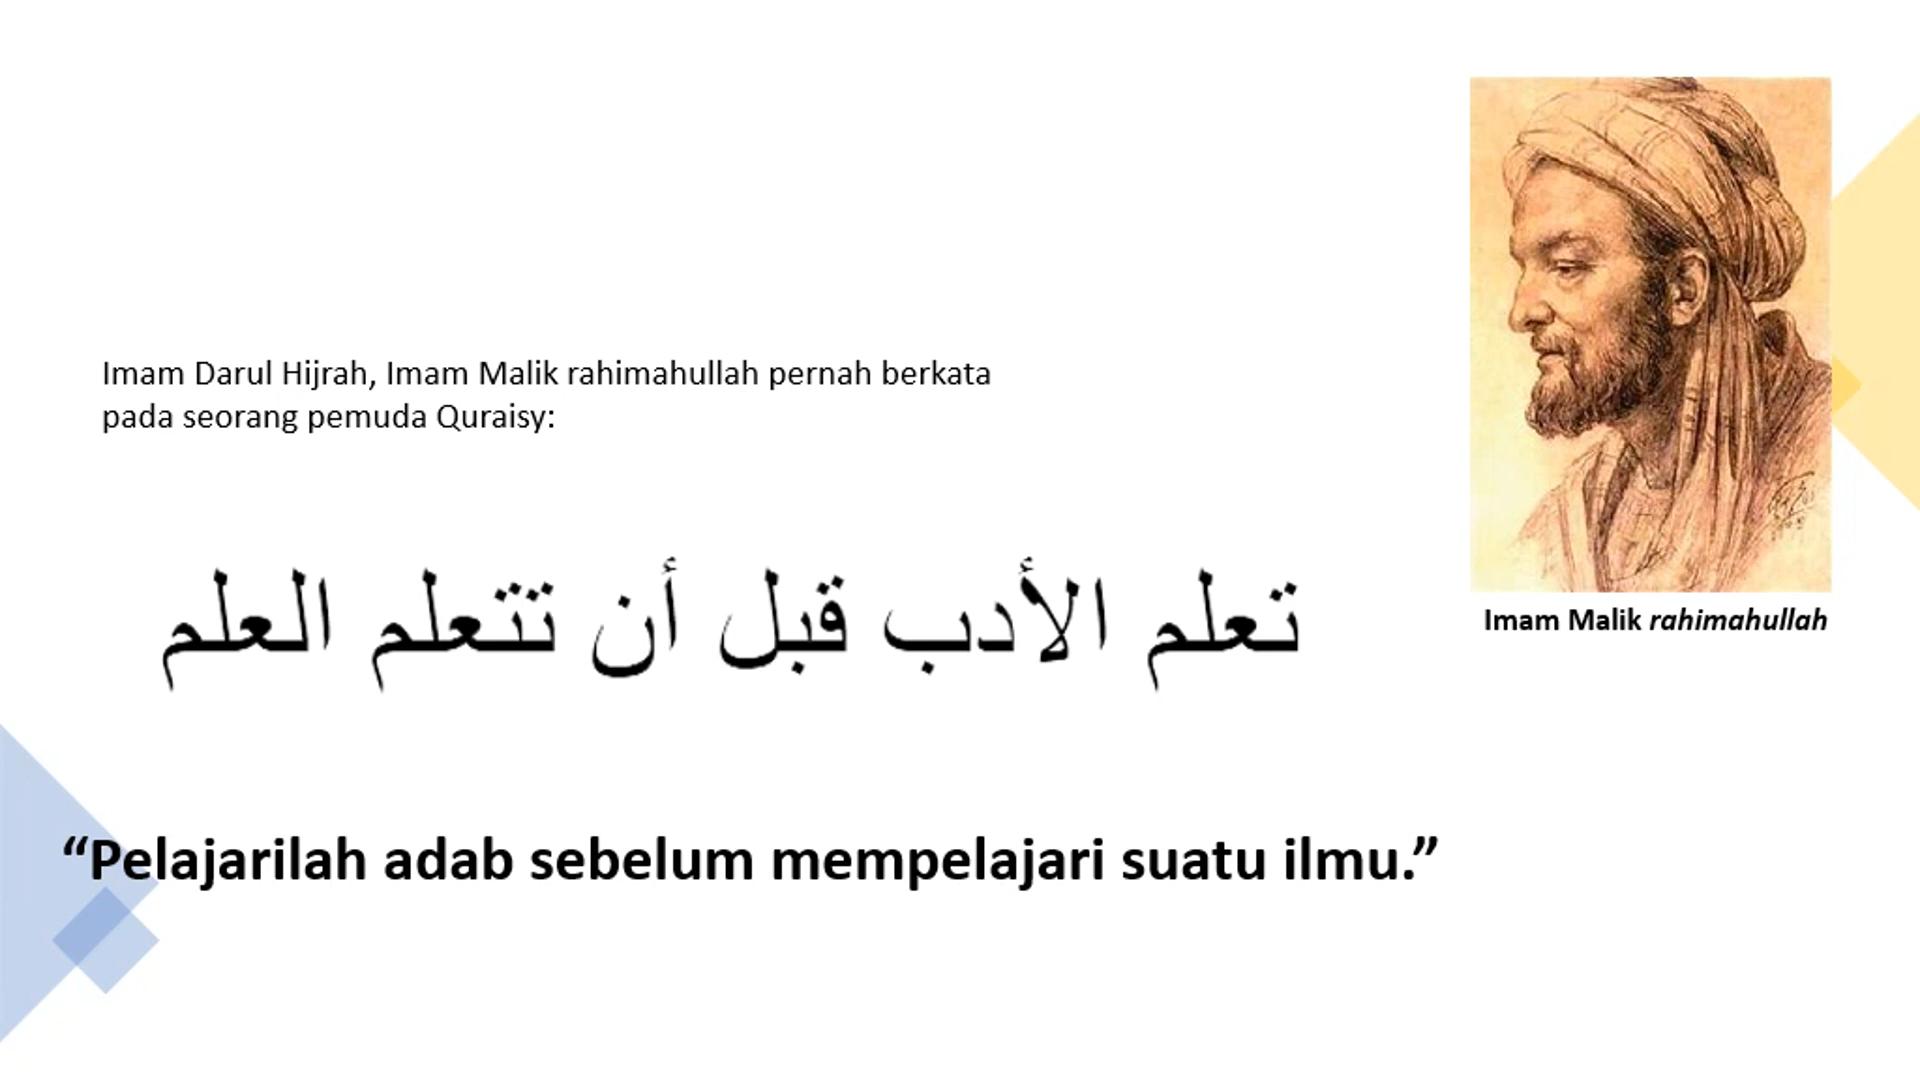 Imam Darul Hijrah, Imam Malik rahimahullah pernah berkata
pada seorang pemuda Quraisy:
تعلم الأدب قبل أن تتعلم العلم
“Pelajarilah adab sebelum mempelajari suatu ilmu.”
Imam Malik rahimahullah